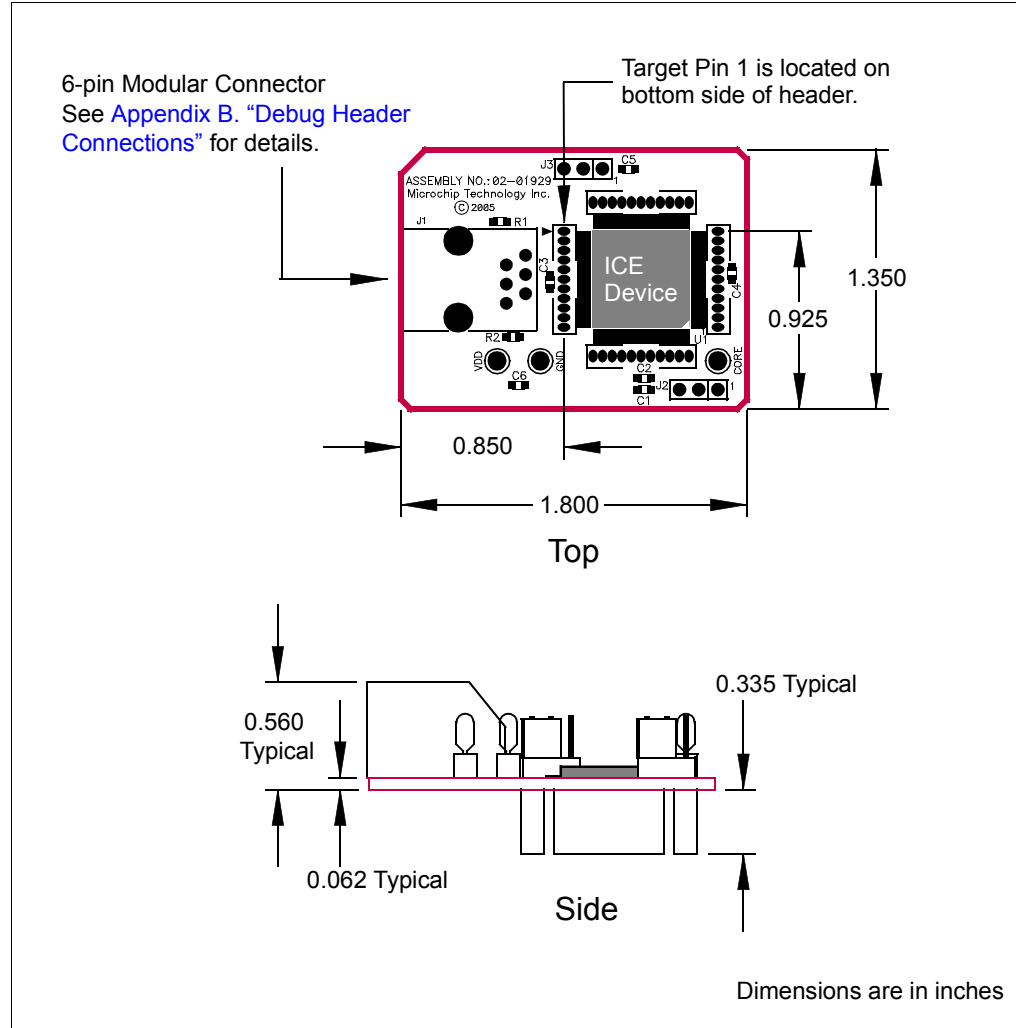 6-pin Modular Connector
See Appendix B. “Debug Header
Connections” for details.
Target Pin 1 is located on
bottom side of header.
J3
C5
1
ASSEMBLY NO.:02-01929
Microchip Technology Inc.
© 2005
J1
R1
C3
ICE
Device
C4
U1
R2
VDD
GND
C6
C2
C1
J2
1
CORE
1.350
0.925
0.850
1.800
Top
0.560
Typical
0.335 Typical
0.062 Typical
Side
Dimensions are in inches